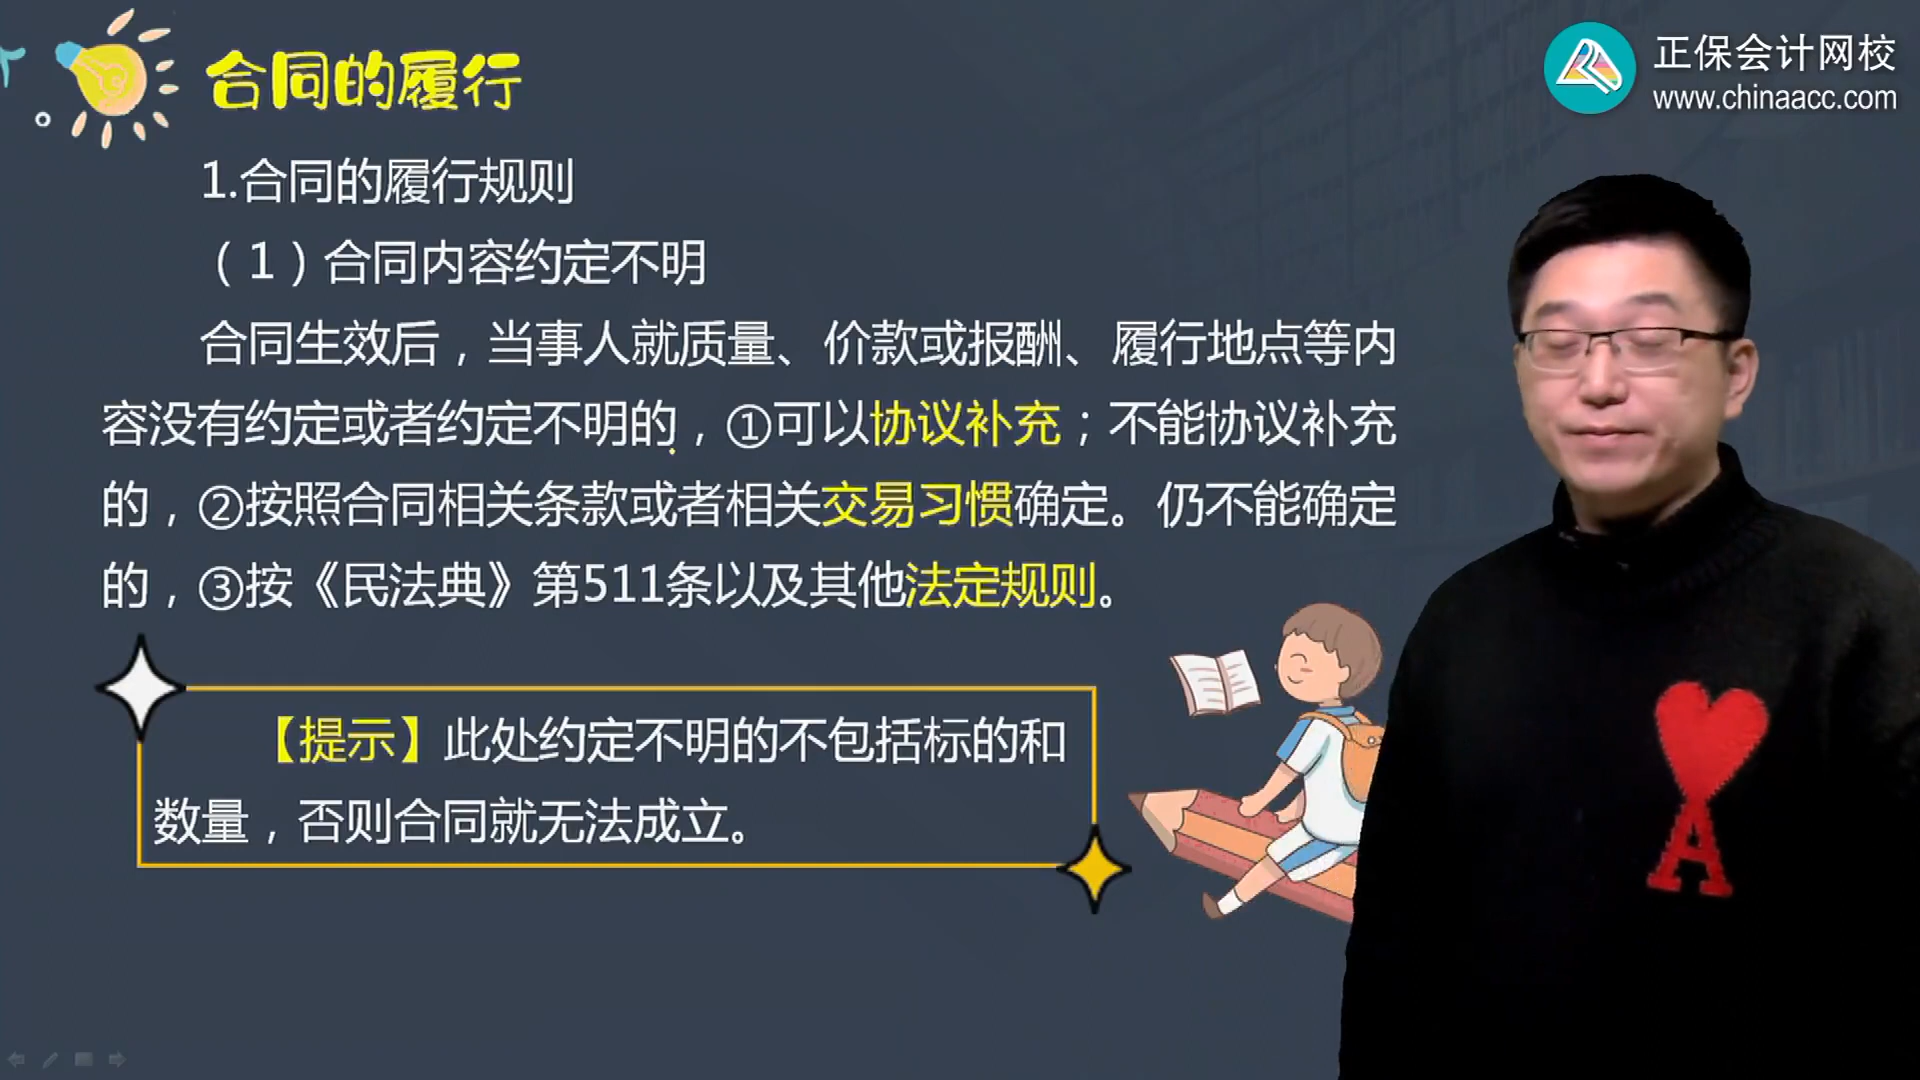 合同的履行
正保会计网校
www.chinaacc.com
1.合同的履行规则
（1）合同内容约定不明
合同生效后，当事人就质量、价款或报酬、履行地点等内
容没有约定或者约定不明的，①可以协议补充；不能协议补充
的，②按照合同相关条款或者相关交易习惯确定。仍不能确定
的，③按《民法典》第511条以及其他法定规则。
【提示】此处约定不明的不包括标的和
数量，否则合同就无法成立。
A